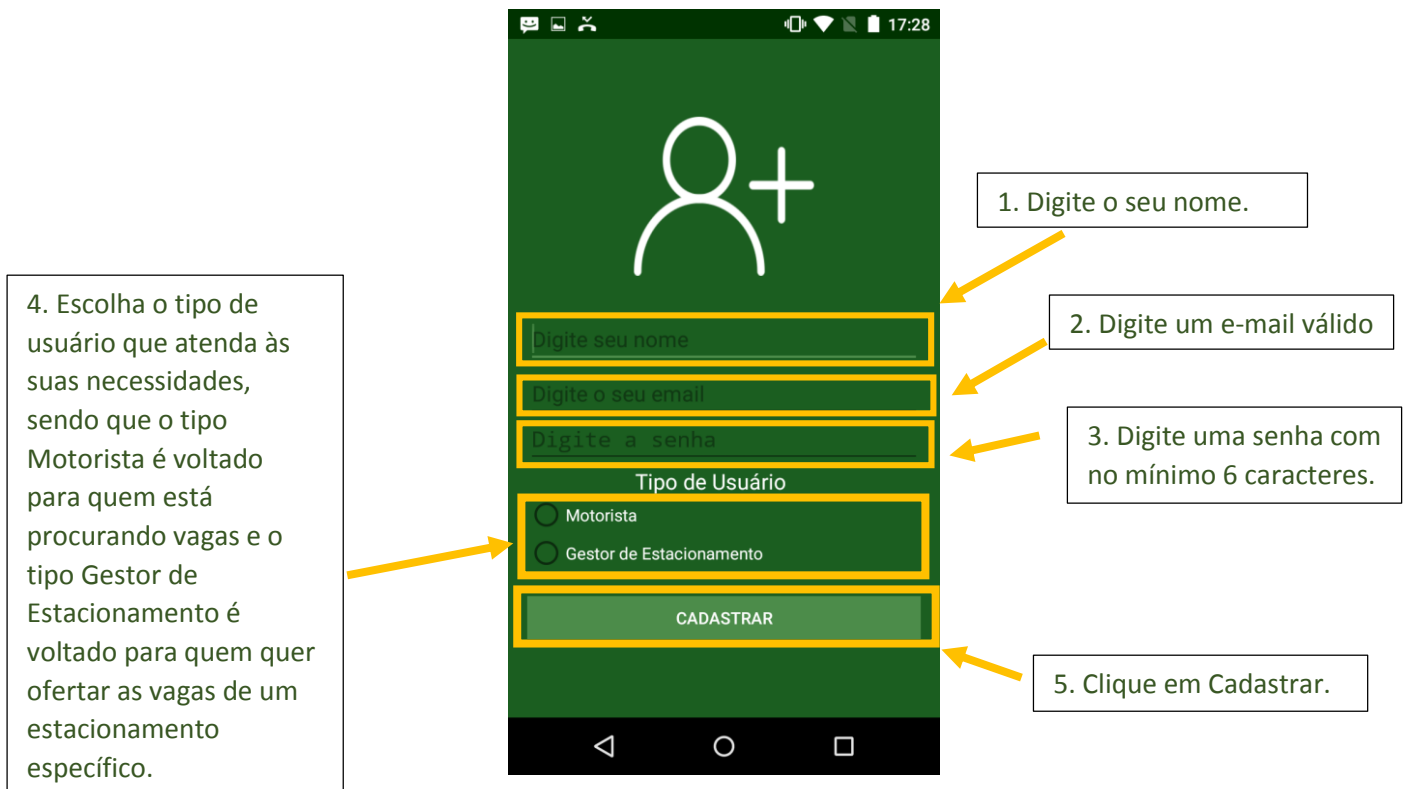 17:28
1. Digite o seu nome.
2. Digite um e-mail válido
3. Digite uma senha com
no mínimo 6 caracteres.
4. Escolha o tipo de
usuário que atenda às
suas necessidades,
sendo que o tipo
Motorista é voltado
para quem está
procurando vagas e o
tipo Gestor de
Estacionamento é
voltado para quem quer
ofertar as vagas de um
estacionamento
específico.
Digite seu nome
Digite o seu email
Digite a senha
Tipo de Usuário
Motorista
Gestor de Estacionamento
CADASTRAR
5. Clique em Cadastrar.